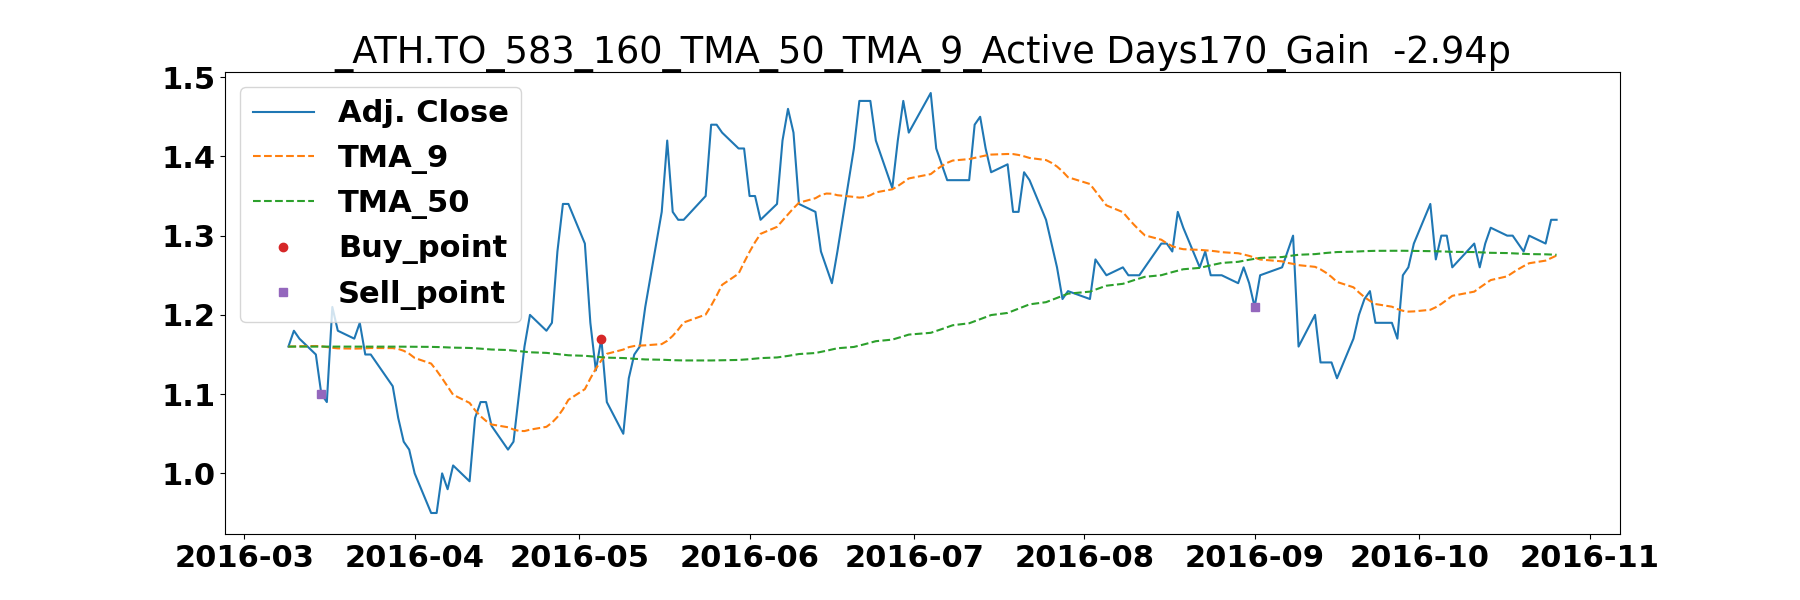 _ATH.TO_583_160_TMA_50_TMA_9_Active Days170_Gain  -2.94p
1.5
1.4
1.3
1.2
1.1
1.0
Adj. Close
TMA_9
TMA_50
Buy_point
Sell_point
2016-03 2016-04 2016-05 2016-06 2016-07 2016-08 2016-09 2016-10 2016-11